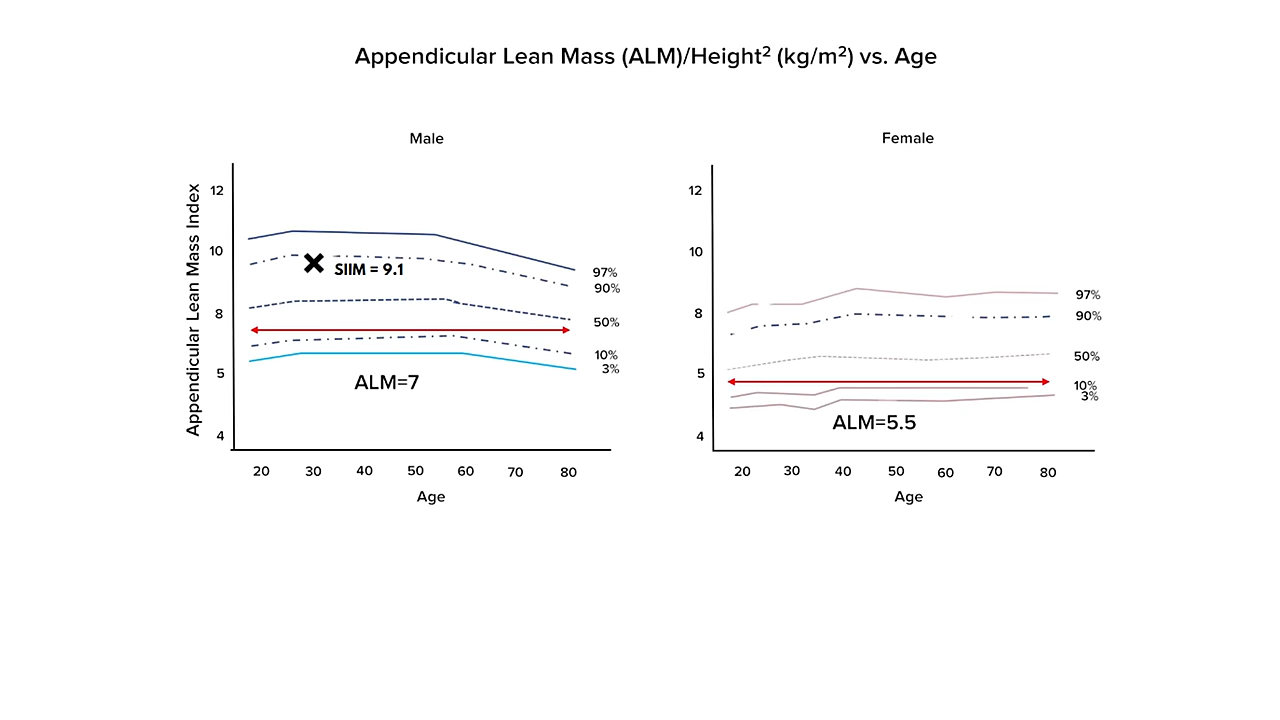 Appendicular Lean Mass (ALM)/Height² (kg/m²) vs. Age
Male
Appendicular Lean Mass Index
12
10
8
5
4
SIIM = 9.1
97%
90%
50%
10%
3%
ALM=7
20 30 40 50 60 70 80
Age
Female
12
10
8
5
4
97%
90%
50%
10%
3%
ALM=5.5
20 30 40 50 60 70 80
Age